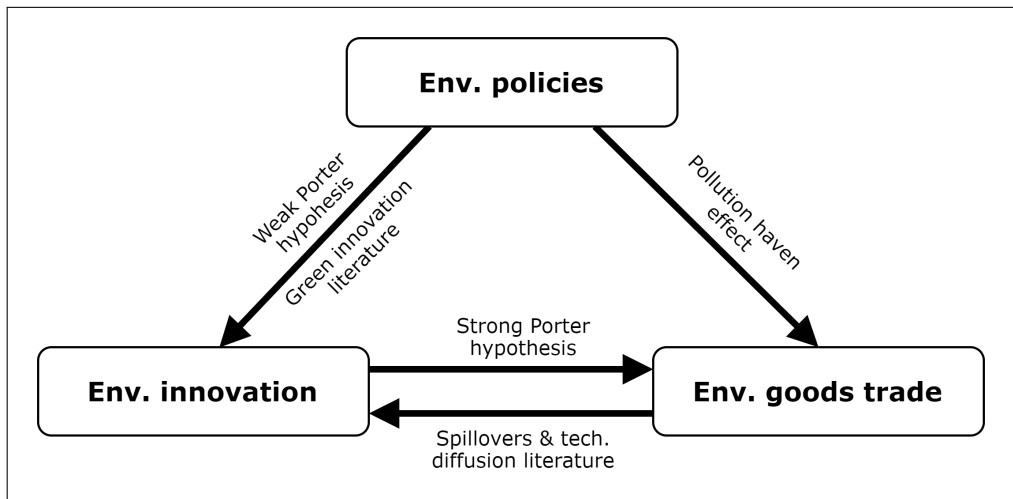 Env. policies
Weak Porter
hypohesis
Green innovation
literature
Pollution haven
effect
Strong Porter
hypothesis
Env. innovation
Env. goods trade
Spillovers & tech.
diffusion literature